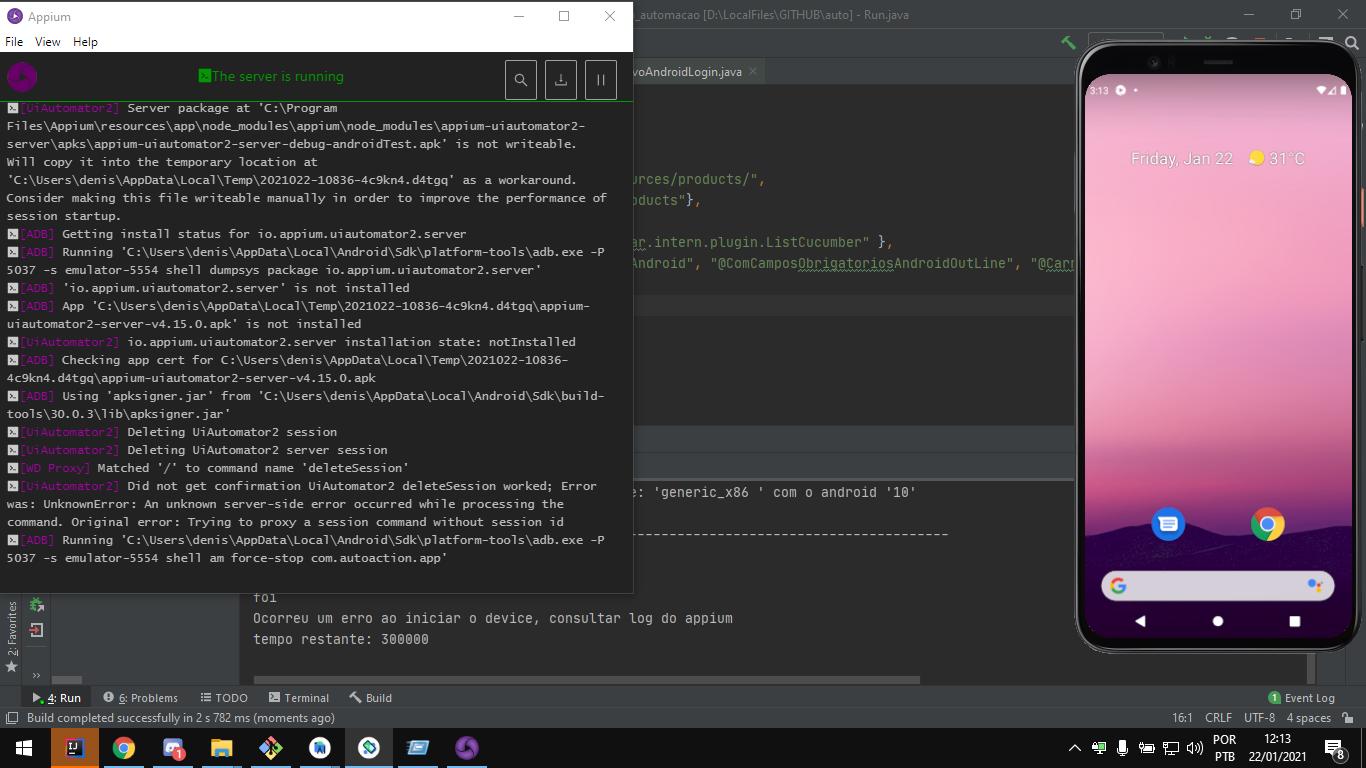 Appium
File View Help
The server is running
[UiAutomator2] Server package at 'C:\Program
Files\Appium\resources\app\node_modules\appium\node_modules\appium-uiautomator2-
server\apks\appium-uiautomator2-server-debug-androidTest.apk' is not writeable.
Will copy it into the temporary location at
'C:\Users\denis\AppData\Local\Temp\2021022-10836-4c9kn4.d4tgq' as a workaround.
Consider making this file writeable manually in order to improve the performance of
session startup.
[ADB] Getting install status for io.appium.uiautomator2.server
[ADB] Running 'C:\Users\denis\AppData\Local\Android\Sdk\platform-tools\adb.exe -P
5037 -s emulator-5554 shell dumpsys package io.appium.uiautomator2.server'
[ADB] 'io.appium.uiautomator2.server' is not installed
[ADB] App 'C:\Users\denis\AppData\Local\Temp\2021022-10836-4c9kn4.d4tgq\appium-
uiautomator2-server-v4.15.0.apk' is not installed
[UiAutomator2] io.appium.uiautomator2.server installation state: notInstalled
[ADB] Checking app cert for C:\Users\denis\AppData\Local\Temp\2021022-10836-
4c9kn4.d4tgq\appium-uiautomator2-server-v4.15.0.apk
[ADB] Using 'apksigner.jar' from 'C:\Users\denis\AppData\Local\Android\Sdk\build-
tools\30.0.3\lib\apksigner.jar'
[UiAutomator2] Deleting UiAutomator2 session
[UiAutomator2] Deleting UiAutomator2 server session
[WD Proxy] Matched '/' to command name 'deleteSession'
[UiAutomator2] Did not get confirmation UiAutomator2 deleteSession worked; Error
was: UnknownError: An unknown server-side error occurred while processing the
command. Original error: Trying to proxy a session command without session id
[ADB] Running 'C:\Users\denis\AppData\Local\Android\Sdk\platform-tools\adb.exe -P
5037 -s emulator-5554 shell am force-stop com.autoaction.app'
_automacao [D:\LocalFiles\GITHUB\auto] - Run.java
voAndroidLogin.java
urces/products/",
oducts"},
ar.intern.plugin.ListCucumber" },
Android", "@ComCamposObrigatoriosAndroidOutLine", "@Carr
e: 'generic_x86 ' com o android '10'
--------------------------------------
foi
Ocorreu um erro ao iniciar o device, consultar log do appium
tempo restante: 300000
3:13
Friday, Jan 22 31°C
2: Favorites
4: Run 6: Problems TODO Terminal Build 1 Event Log
Build completed successfully in 2 s 782 ms (moments ago) 16:1 CRLF UTF-8 4 spaces
1
POR
PTB
12:13
22/01/2021
8